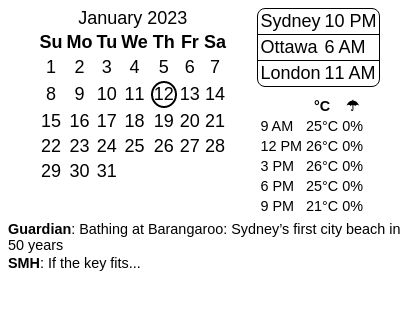 January 2023
Su Mo Tu We Th Fr Sa
1 2 3 4 5 6 7
8 9 10 11 12 13 14
15 16 17 18 19 20 21
22 23 24 25 26 27 28
29 30 31
Sydney 10 PM
Ottawa 6 AM
London 11 AM
°C ☂
9 AM 25°C 0%
12 PM 26°C 0%
3 PM 26°C 0%
6 PM 25°C 0%
9 PM 21°C 0%
Guardian: Bathing at Barangaroo: Sydney’s first city beach in
50 years
SMH: If the key fits...